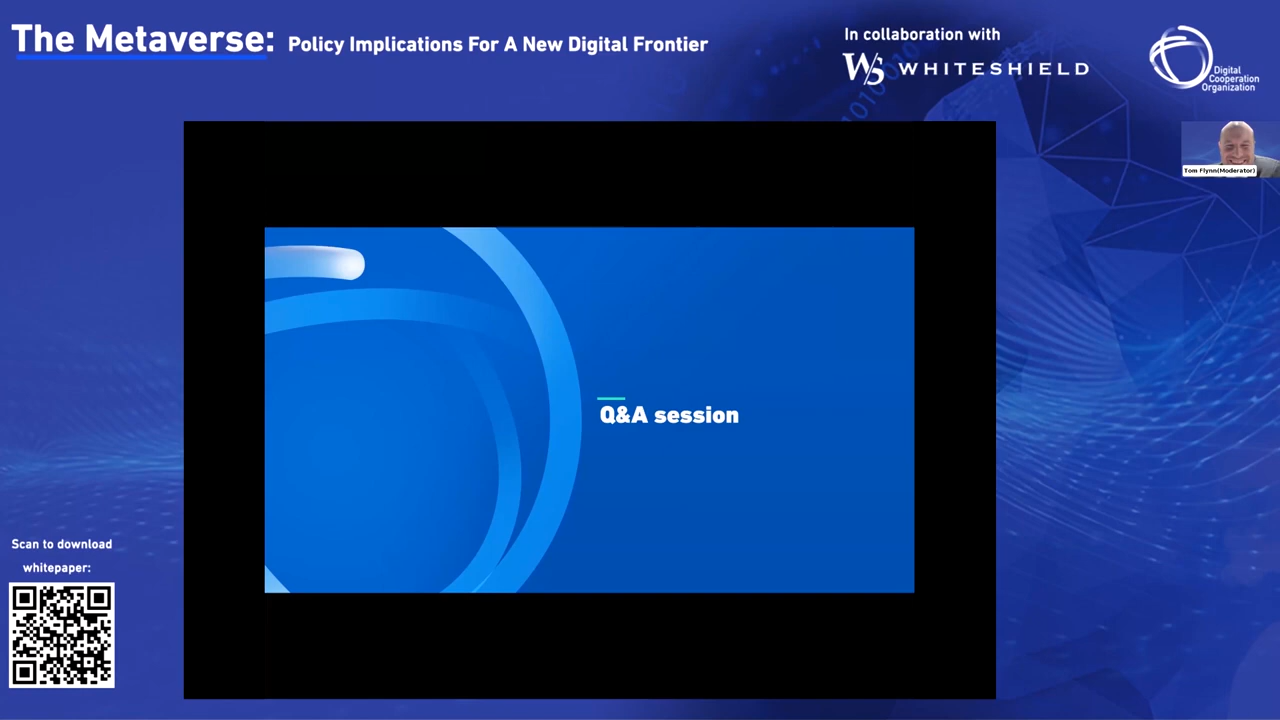 The Metaverse: Policy Implications For A New Digital Frontier
In collaboration with
WS WHITESHIELD
Digital
Cooperation
Organization
Tom Flynn(Moderator)
Q&A session
Scan to download
whitepaper: